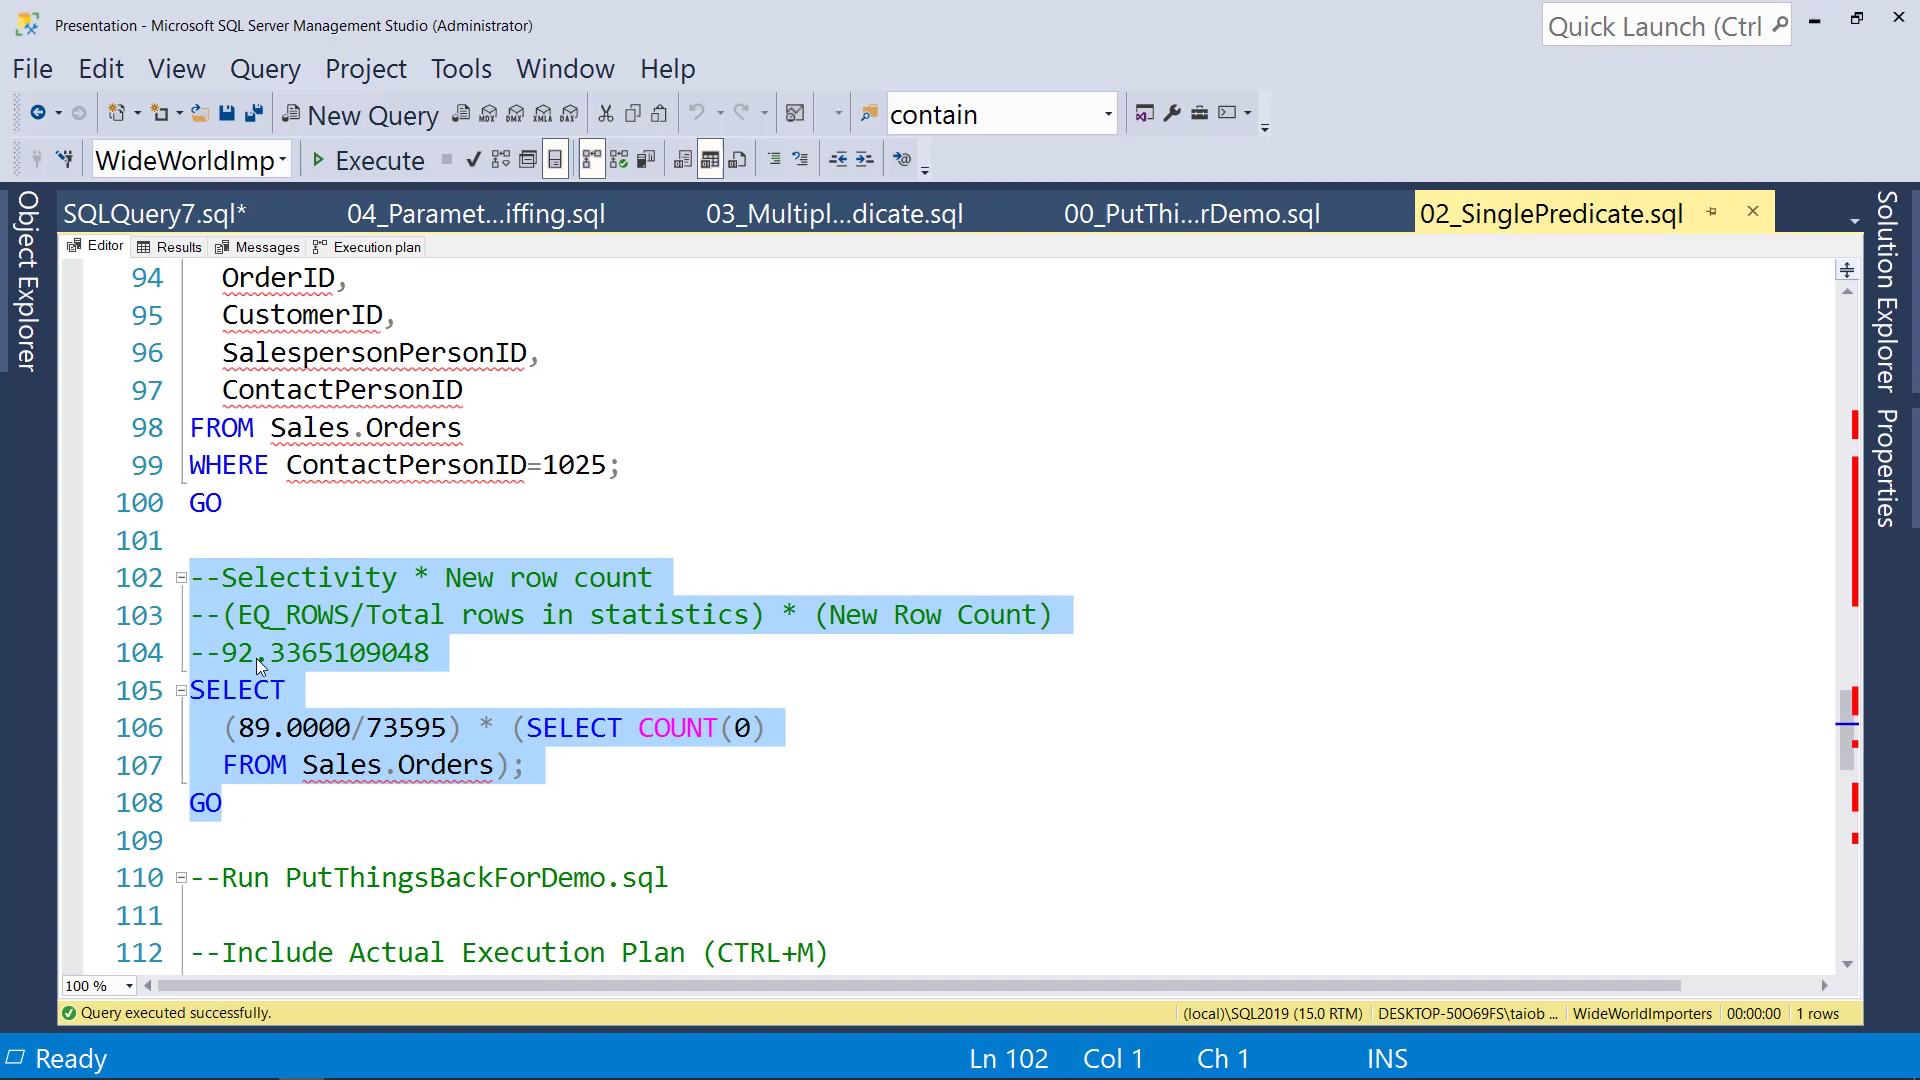 Presentation - Microsoft SQL Server Management Studio (Administrator)
Quick Launch (Ctrl
File Edit View Query Project Tools Window Help
New Query
MDX DMX XMLA DAX
contain
WideWorldImp
Execute
SQLQuery7.sql*
04_Paramet...iffing.sql
03_Multipl...dicate.sql
00_PutThi...rDemo.sql
02_SinglePredicate.sql
Object Explorer
Solution Explorer
Properties
Editor Results Messages Execution plan
94 OrderID,
95 CustomerID,
96 SalespersonPersonID,
97 ContactPersonID
98 FROM Sales.Orders
99 WHERE ContactPersonID=1025;
100 GO
101
102 --Selectivity * New row count
103 --(EQ_ROWS/Total rows in statistics) * (New Row Count)
104 --92.3365109048
105 SELECT
106 (89.0000/73595) * (SELECT COUNT(0)
107 FROM Sales.Orders);
108 GO
109
110 --Run PutThingsBackForDemo.sql
111
112 --Include Actual Execution Plan (CTRL+M)
100 %
Query executed successfully.
(local)\SQL2019 (15.0 RTM) DESKTOP-50O69FS\taiob ... WideWorldImporters 00:00:00 1 rows
Ready
Ln 102 Col 1 Ch 1 INS